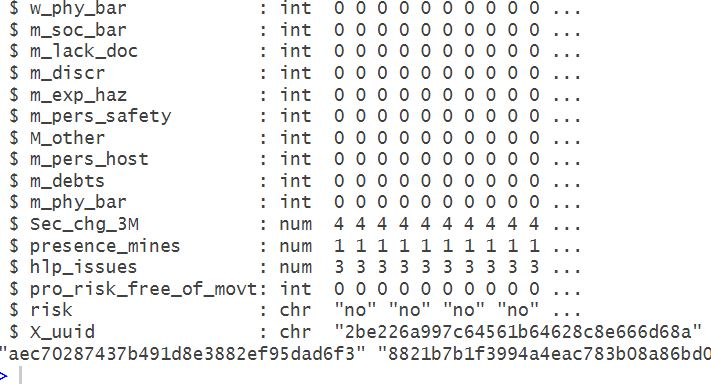 $ w_phy_bar : int 0 0 0 0 0 0 0 0 0 0 ...
$ m_soc_bar : int 0 0 0 0 0 0 0 0 0 0 ...
$ m_lack_doc : int 0 0 0 0 0 0 0 0 0 0 ...
$ m_discr : int 0 0 0 0 0 0 0 0 0 0 ...
$ m_exp_haz : int 0 0 0 0 0 0 0 0 0 0 ...
$ m_pers_safety : int 0 0 0 0 0 0 0 0 0 0 ...
$ M_other : int 0 0 0 0 0 0 0 0 0 0 ...
$ m_pers_host : int 0 0 0 0 0 0 0 0 0 0 ...
$ m_debts : int 0 0 0 0 0 0 0 0 0 0 ...
$ m_phy_bar : int 0 0 0 0 0 0 0 0 0 0 ...
$ Sec_chg_3M : num 4 4 4 4 4 4 4 4 4 4 ...
$ presence_mines : num 1 1 1 1 1 1 1 1 1 1 ...
$ hlp_issues : num 3 3 3 3 3 3 3 3 3 3 ...
$ pro_risk_free_of_movt: int 0 0 0 0 0 0 0 0 0 0 ...
$ risk : chr "no" "no" "no" "no" ...
$ X_uuid : chr "2be226a997c64561b64628c8e666d68a"
"aec70287437b491d8e3882ef95dad6f3" "8821b7b1f3994a4eac783b08a86bd0
>